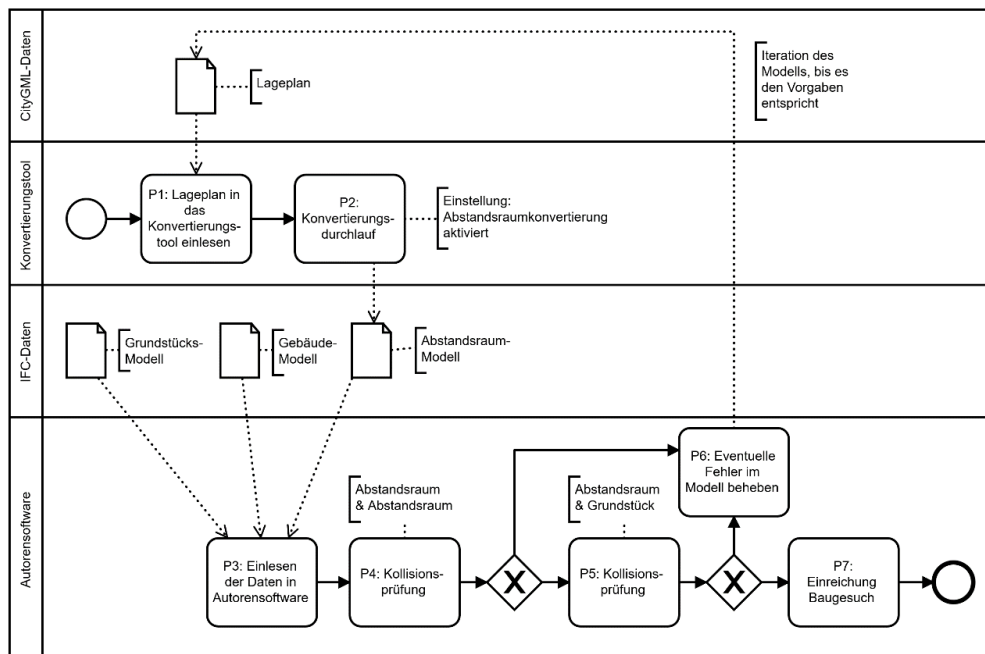 CityGML-Daten
Lageplan
Iteration des
Modells, bis es
den Vorgaben
entspricht
Konvertierungstool
P1: Lageplan in
das
Konvertierungs-
tool einlesen
P2:
Konvertierungs-
durchlauf
Einstellung:
Abstandsraumkonvertierung
aktiviert
IFC-Daten
Grundstücks-
Modell
Gebäude-
Modell
Abstandsraum-
Modell
Autorensoftware
P3: Einlesen
der Daten in
Autorensoftware
Abstandsraum
& Abstandsraum
P4: Kollisions-
prüfung
X
Abstandsraum
& Grundstück
P5: Kollisions-
prüfung
X
P6: Eventuelle
Fehler im
Modell beheben
P7:
Einreichung
Baugesuch